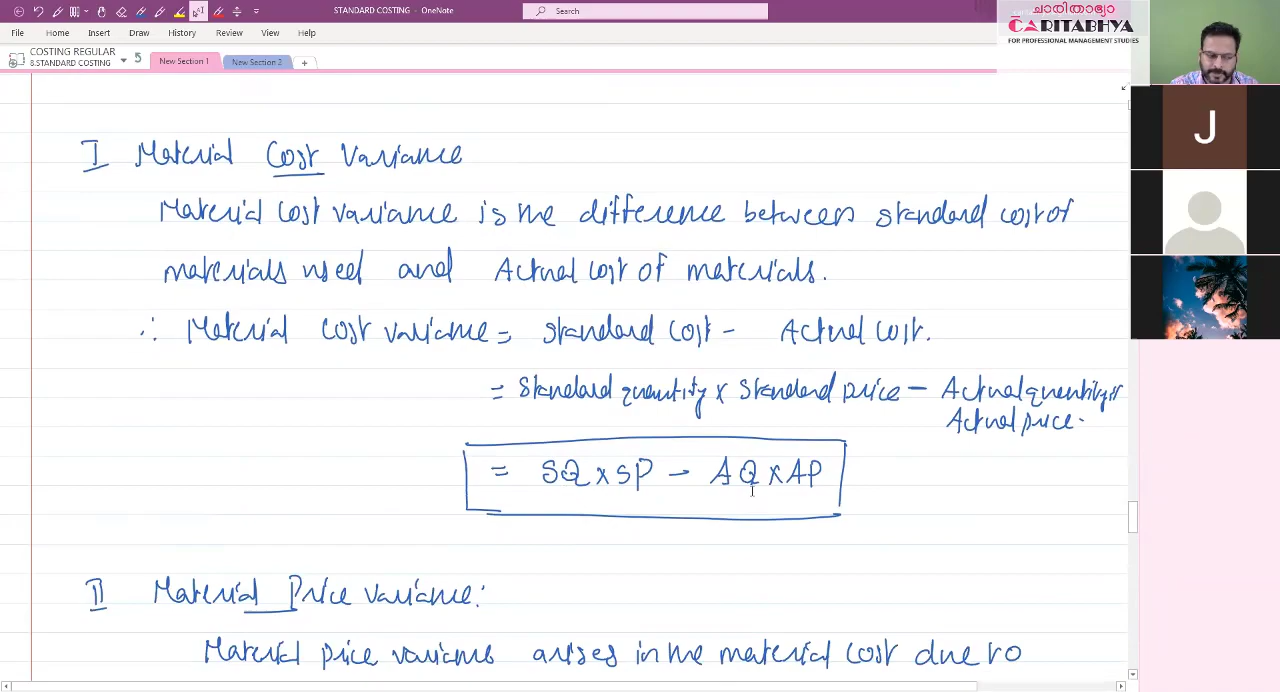 STANDARD COSTING - OneNote
Search
ചാരിതാഭ്യാ
CARITABHYA
FOR PROFESSIONAL MANAGEMENT STUDIES
File Home Insert Draw History Review View Help
COSTING REGULAR
8.STANDARD COSTING
New Section 1 New Section 2 +
J
I Material Cost Variance
Material cost variance is the difference between standard cost of
materials used and Actual cost of materials.
∴ Material cost variance = standard cost - Actual cost.
= Standard quantity x Standard price - Actual quantity x
Actual price.
= SQ x SP - AQ x AP
II Material Price variance:
Material price variance arises in the material cost due to